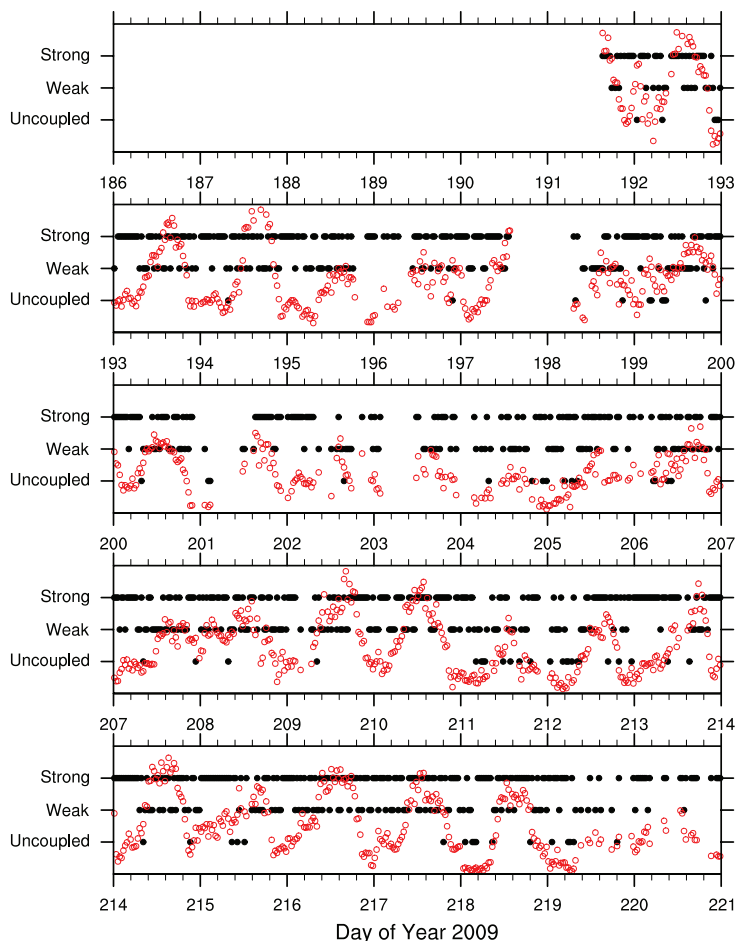 Strong
Weak
Uncoupled
186 187 188 189 190 191 192 193
Strong
Weak
Uncoupled
193 194 195 196 197 198 199 200
Strong
Weak
Uncoupled
200 201 202 203 204 205 206 207
Strong
Weak
Uncoupled
207 208 209 210 211 212 213 214
Strong
Weak
Uncoupled
214 215 216 217 218 219 220 221
Day of Year 2009